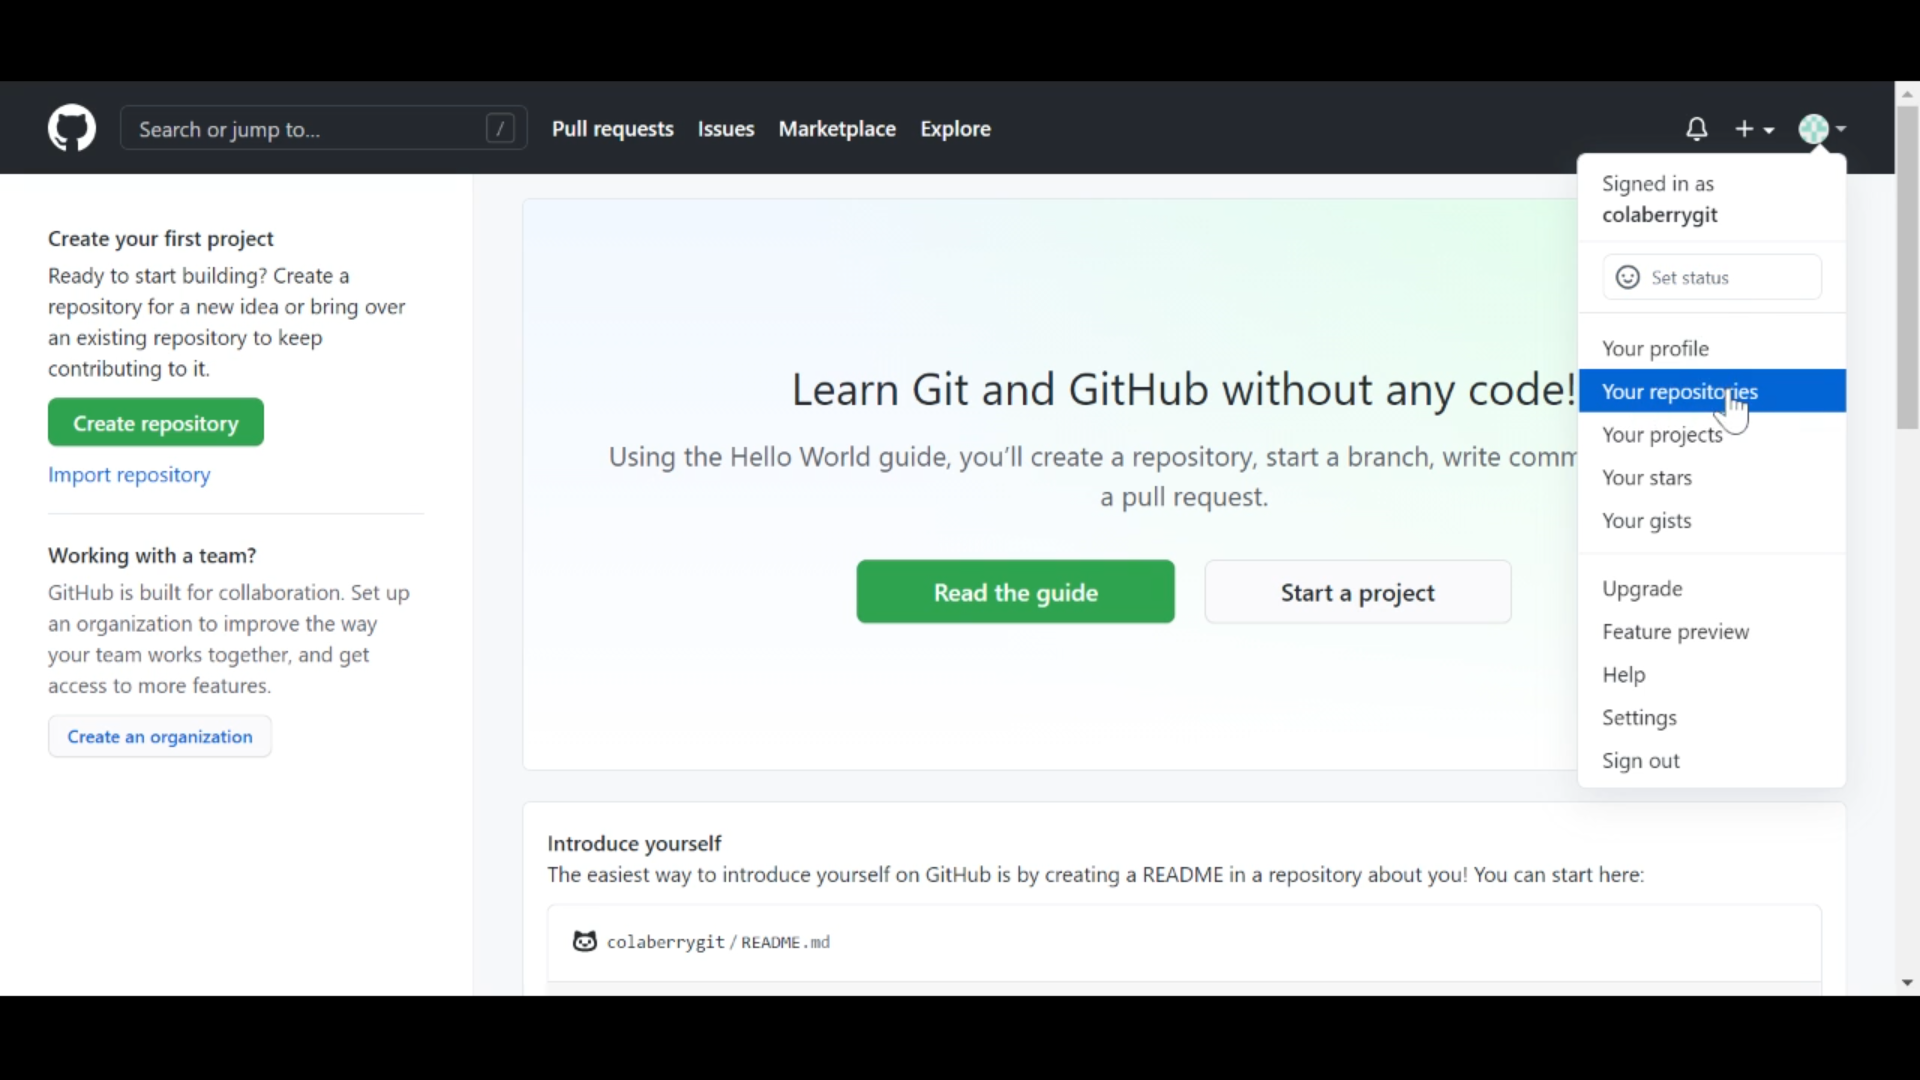 Search or jump to... /
Pull requests Issues Marketplace Explore
Signed in as
colaberrygit
Set status
Your profile
Your repositories
Your projects
Your stars
Your gists
Upgrade
Feature preview
Help
Settings
Sign out
Create your first project
Ready to start building? Create a
repository for a new idea or bring over
an existing repository to keep
contributing to it.
Create repository
Import repository
Working with a team?
GitHub is built for collaboration. Set up
an organization to improve the way
your team works together, and get
access to more features.
Create an organization
Learn Git and GitHub without any code!
Using the Hello World guide, you'll create a repository, start a branch, write comm
a pull request.
Read the guide
Start a project
Introduce yourself
The easiest way to introduce yourself on GitHub is by creating a README in a repository about you! You can start here:
colaberrygit / README.md